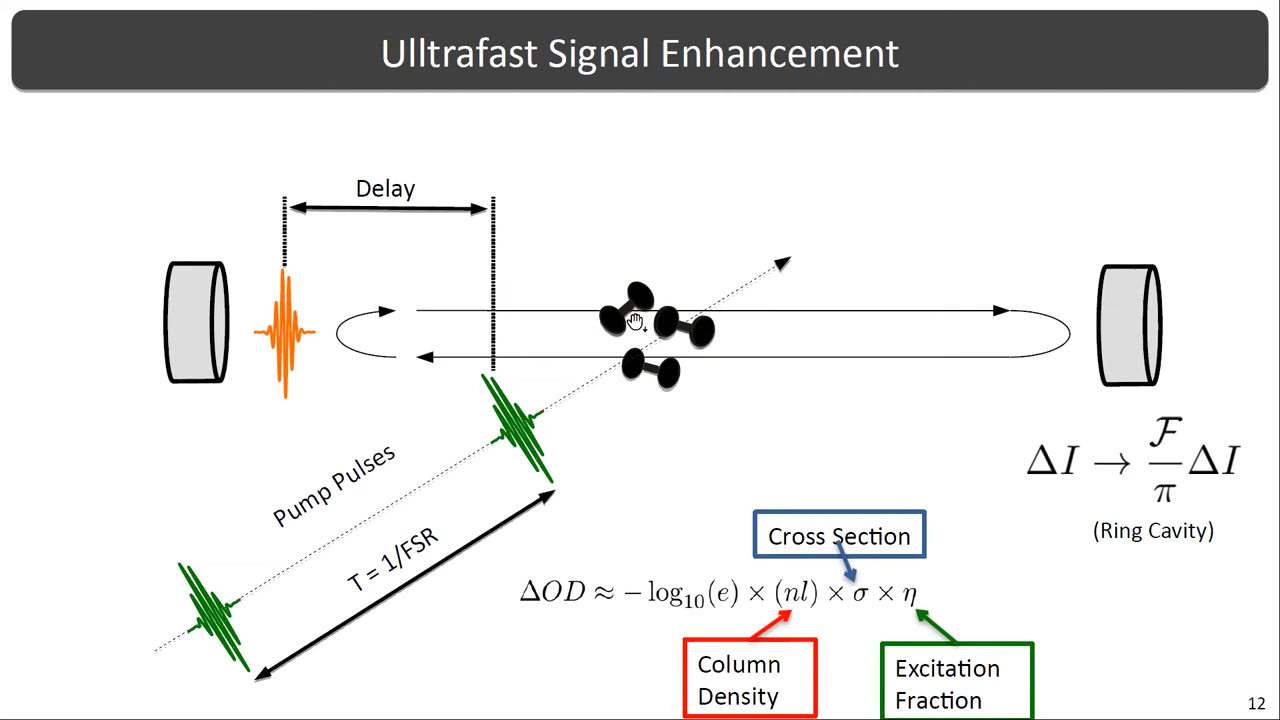 Ulltrafast Signal Enhancement
Delay
Pump Pulses
T = 1/FSR
ΔI → 𝓕/π ΔI
(Ring Cavity)
Cross Section
ΔOD ≈ − log₁₀(e) × (nl) × σ × η
Column
Density
Excitation
Fraction
12